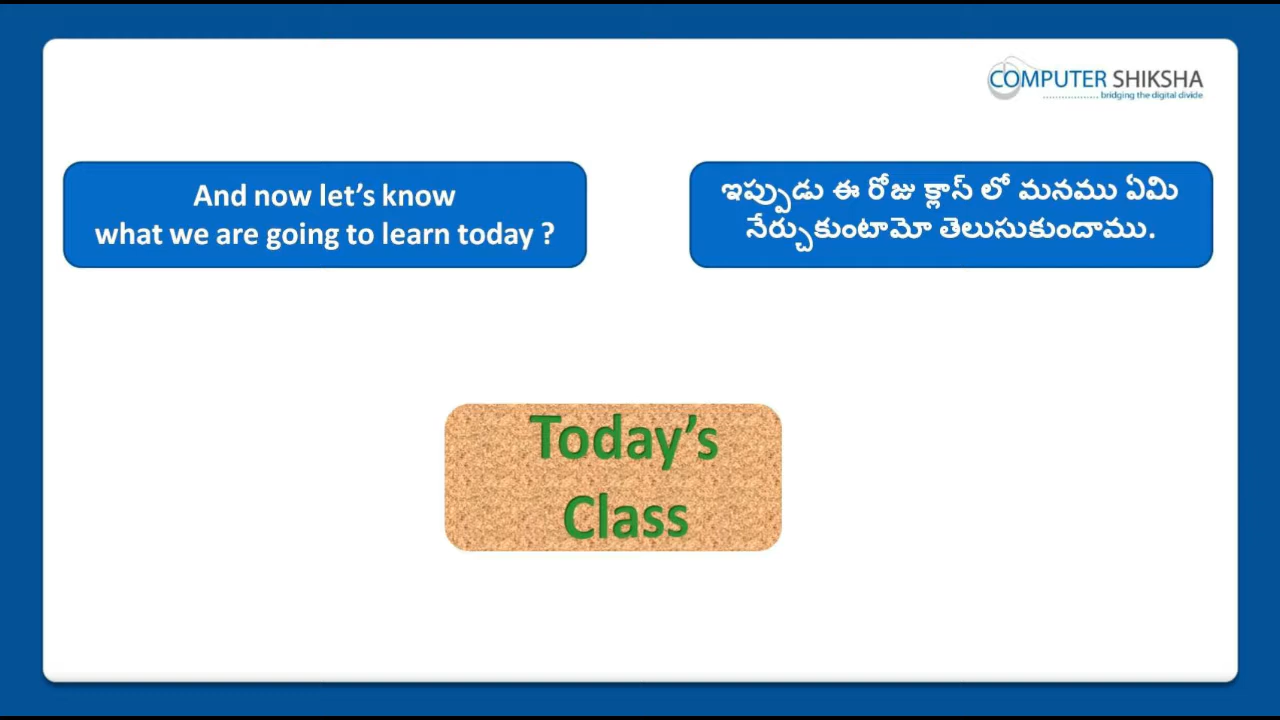 COMPUTER SHIKSHA
bridging the digital divide
And now let's know
what we are going to learn today ?
ఇప్పుడు ఈ రోజు క్లాస్ లో మనము ఏమి
నేర్చుకుంటామో తెలుసుకుందాము.
Today's
Class